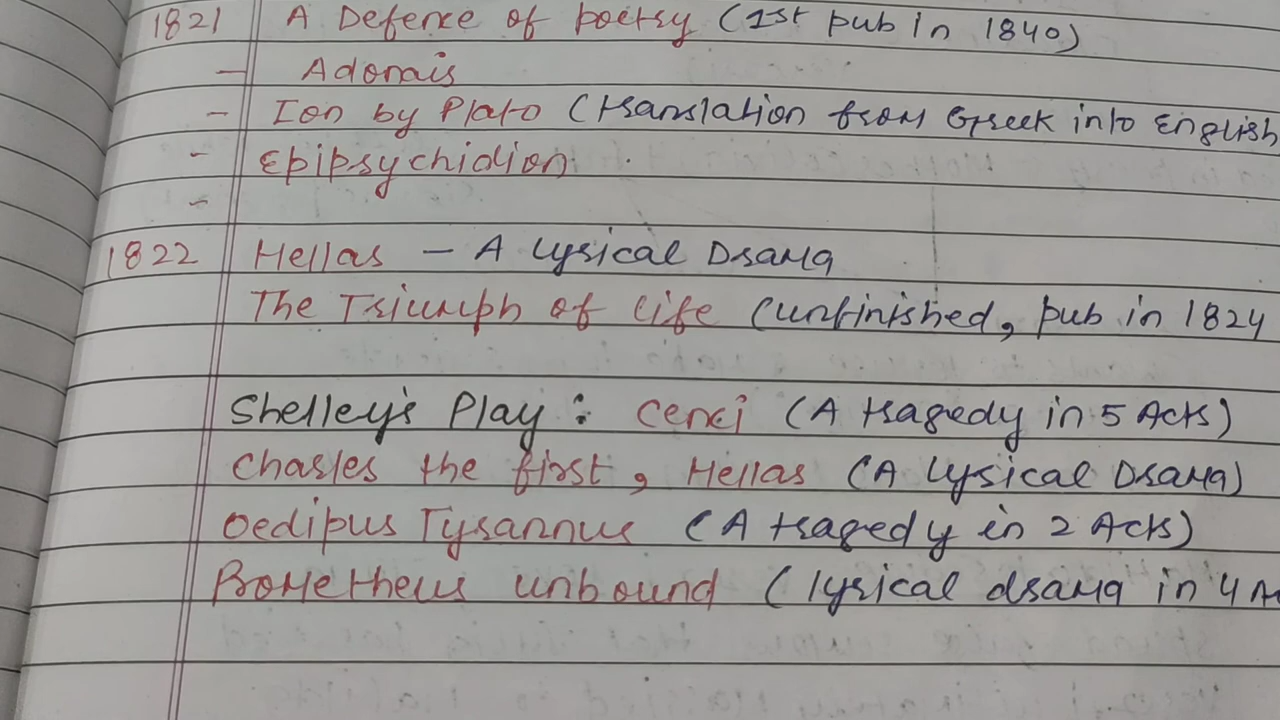 1821 A Defence of poetry (1st pub in 1840)
- Adonais
- Ion by Plato (translation from Greek into English
- Epipsychidion
-
1822 Hellas - A Lyrical Drama
The Triumph of Life (unfinished, pub in 1824
Shelley's Play: Cenci (A tragedy in 5 Acts)
Charles the first, Hellas (A Lyrical Drama)
Oedipus Tyrannus (A tragedy in 2 Acts)
Prometheus unbound (lyrical drama in 4 A